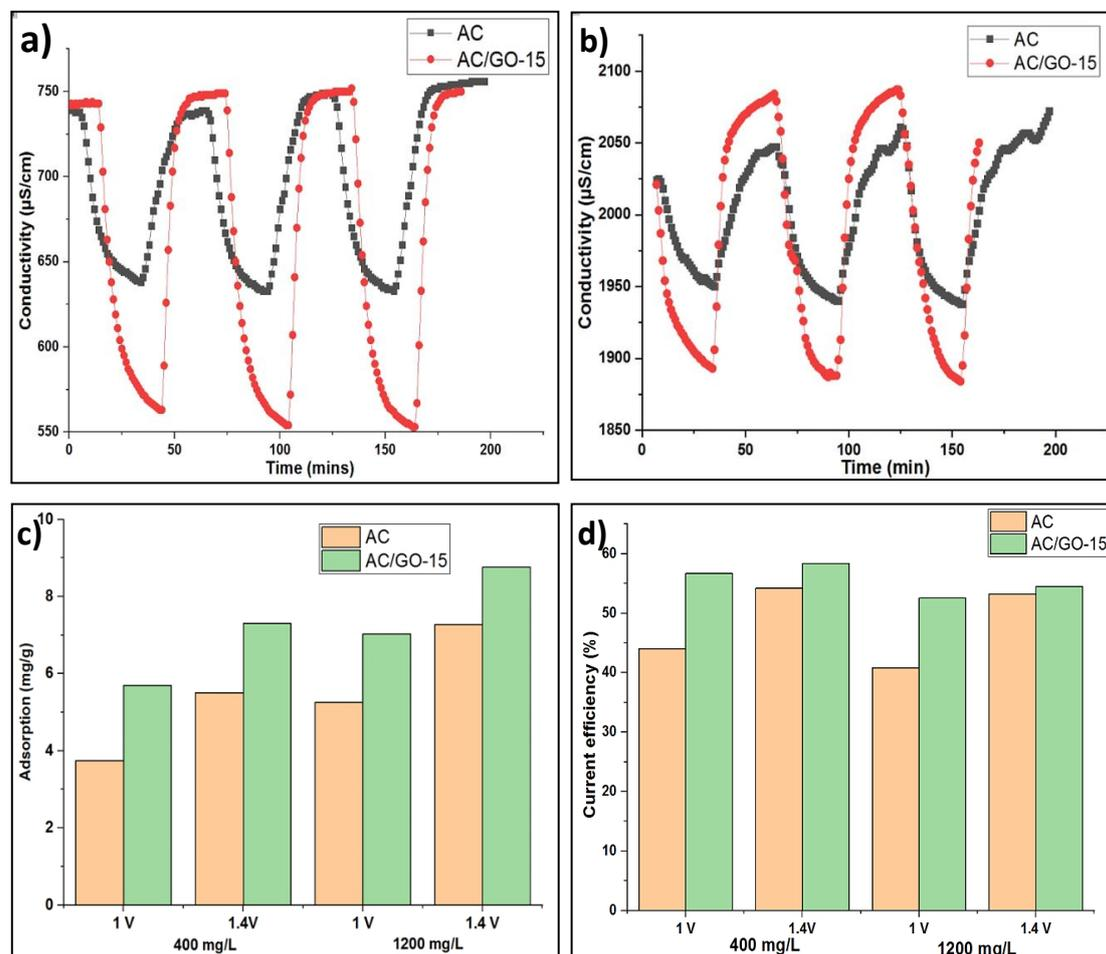 a)
AC
AC/GO-15
Conductivity (µS/cm)
750
700
650
600
550
0
50
100
150
200
Time (mins)
b)
AC
AC/GO-15
Conductivity (µS/cm)
2100
2050
2000
1950
1900
1850
0
50
100
150
200
Time (min)
c)
AC
AC/GO-15
Adsorption (mg/g)
10
8
6
4
2
0
1 V
1.4V
1 V
1.4 V
400 mg/L
1200 mg/L
d)
AC
AC/GO-15
Current efficiency (%)
60
50
40
30
20
10
0
1 V
1.4V
1 V
1.4 V
400 mg/L
1200 mg/L